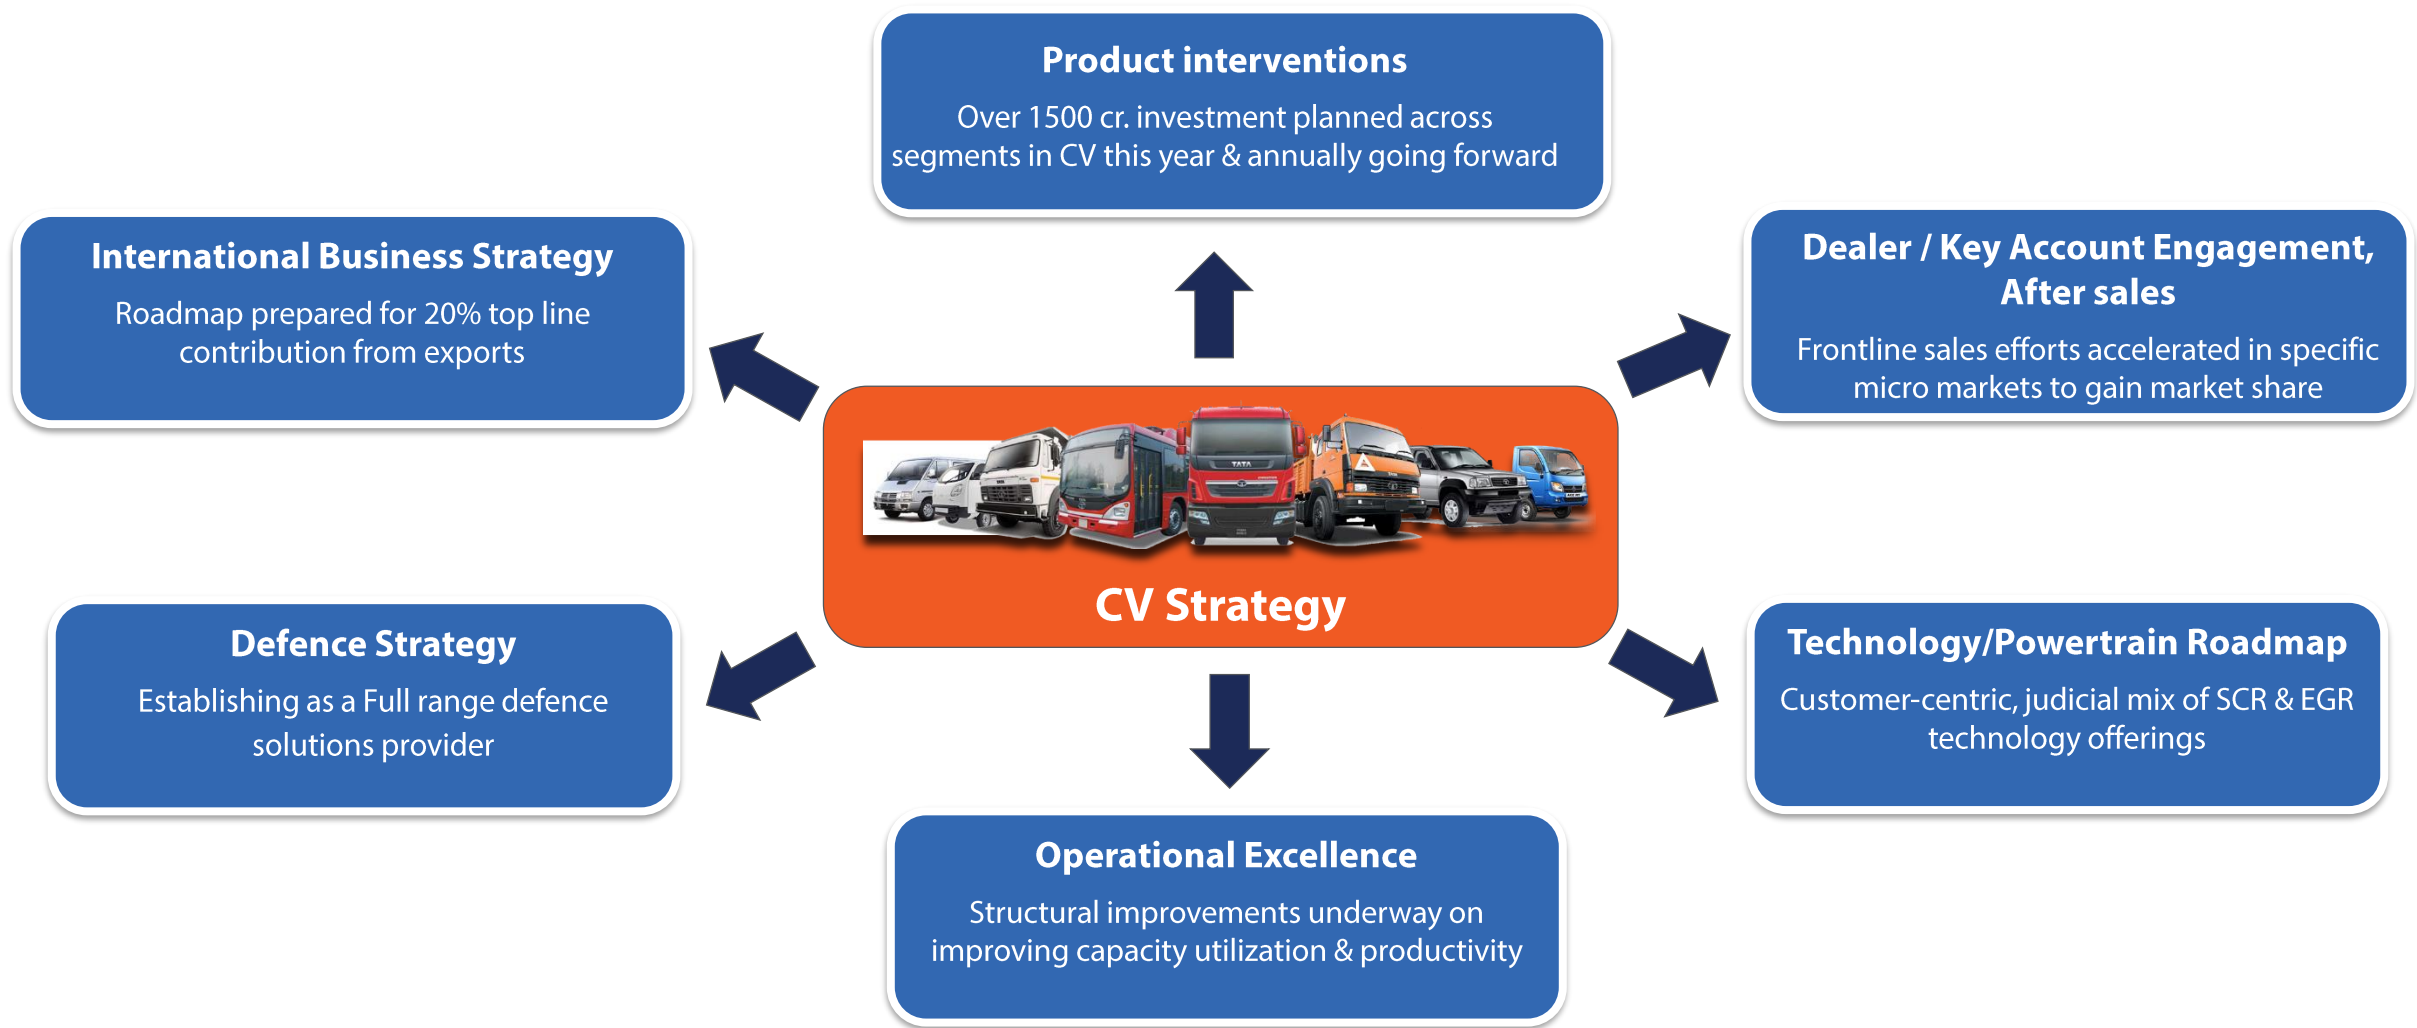 Product interventions
Over 1500 cr. investment planned across
segments in CV this year & annually going forward
International Business Strategy
Roadmap prepared for 20% top line
contribution from exports
Dealer / Key Account Engagement,
After sales
Frontline sales efforts accelerated in specific
micro markets to gain market share
TATA
CV Strategy
Defence Strategy
Establishing as a Full range defence
solutions provider
Technology/Powertrain Roadmap
Customer-centric, judicial mix of SCR & EGR
technology offerings
Operational Excellence
Structural improvements underway on
improving capacity utilization & productivity